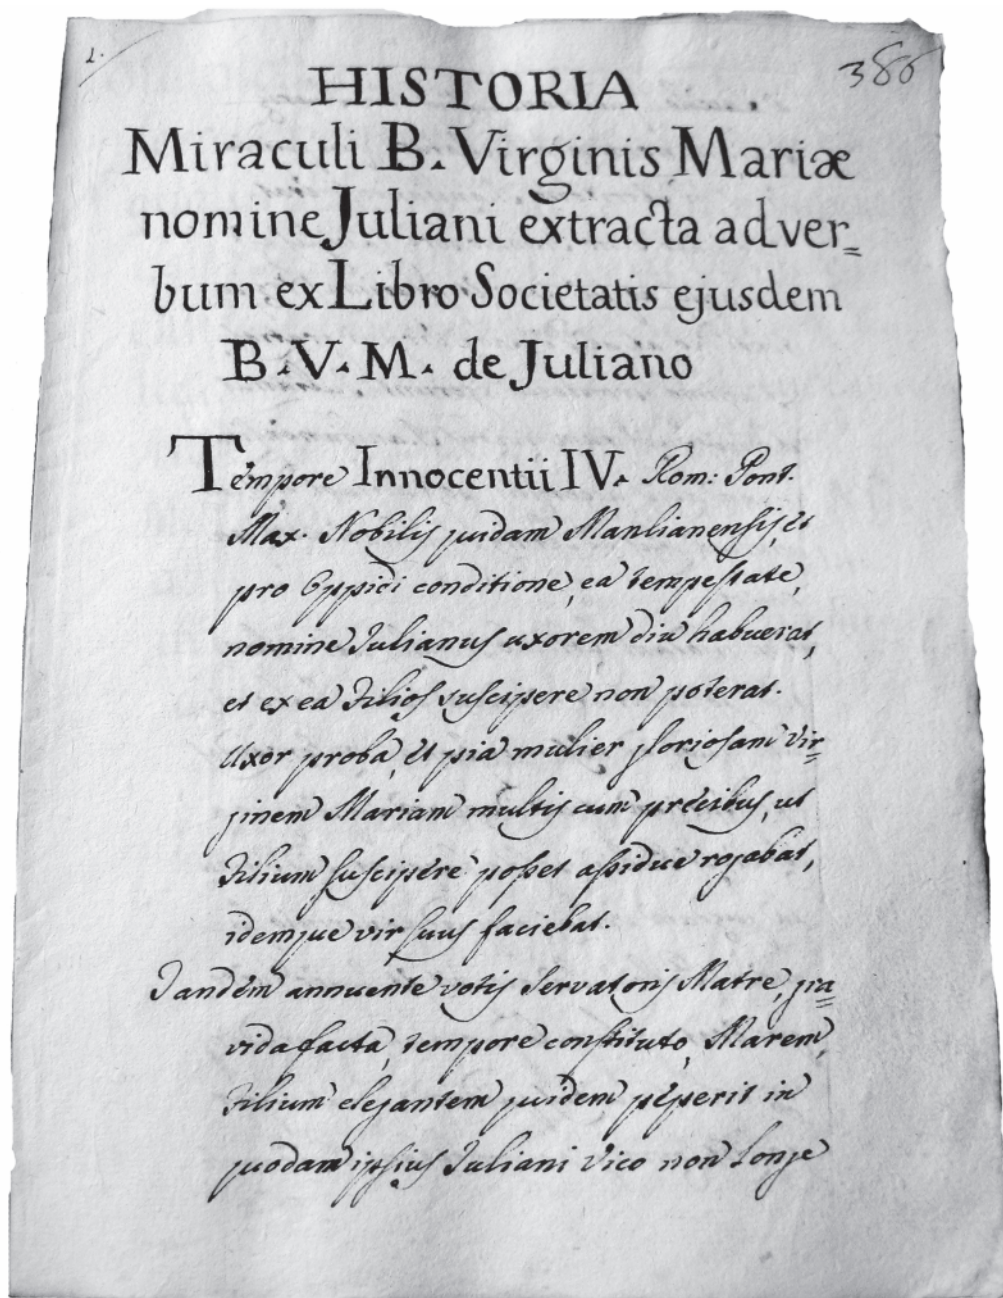 1.
386
HISTORIA
Miraculi B. Virginis Mariæ
nomine Juliani extracta ad ver=
bum ex Libro Societatis ejusdem
B. V. M. de Juliano
Tempore Innocentii IV. Rom: Pont.
Max. Nobilis quidam Manlianensis, et
pro Oppidi conditione, ea tempestate,
nomine Julianus uxorem diu habuerat,
et ex ea Filios suscipere non poterat.
Uxor proba, et pia mulier gloriosam Vir=
ginem Mariam multis cum precibus, ut
Filium suscipere posset assidue rogabat,
idemque vir suus faciebat.
Tandem annuente votis Servatoris Matre, gra=
vida facta, tempore constituto, Marem,
Filium elegantem quidem peperit in
quodam ipsius Juliani Vico non longe